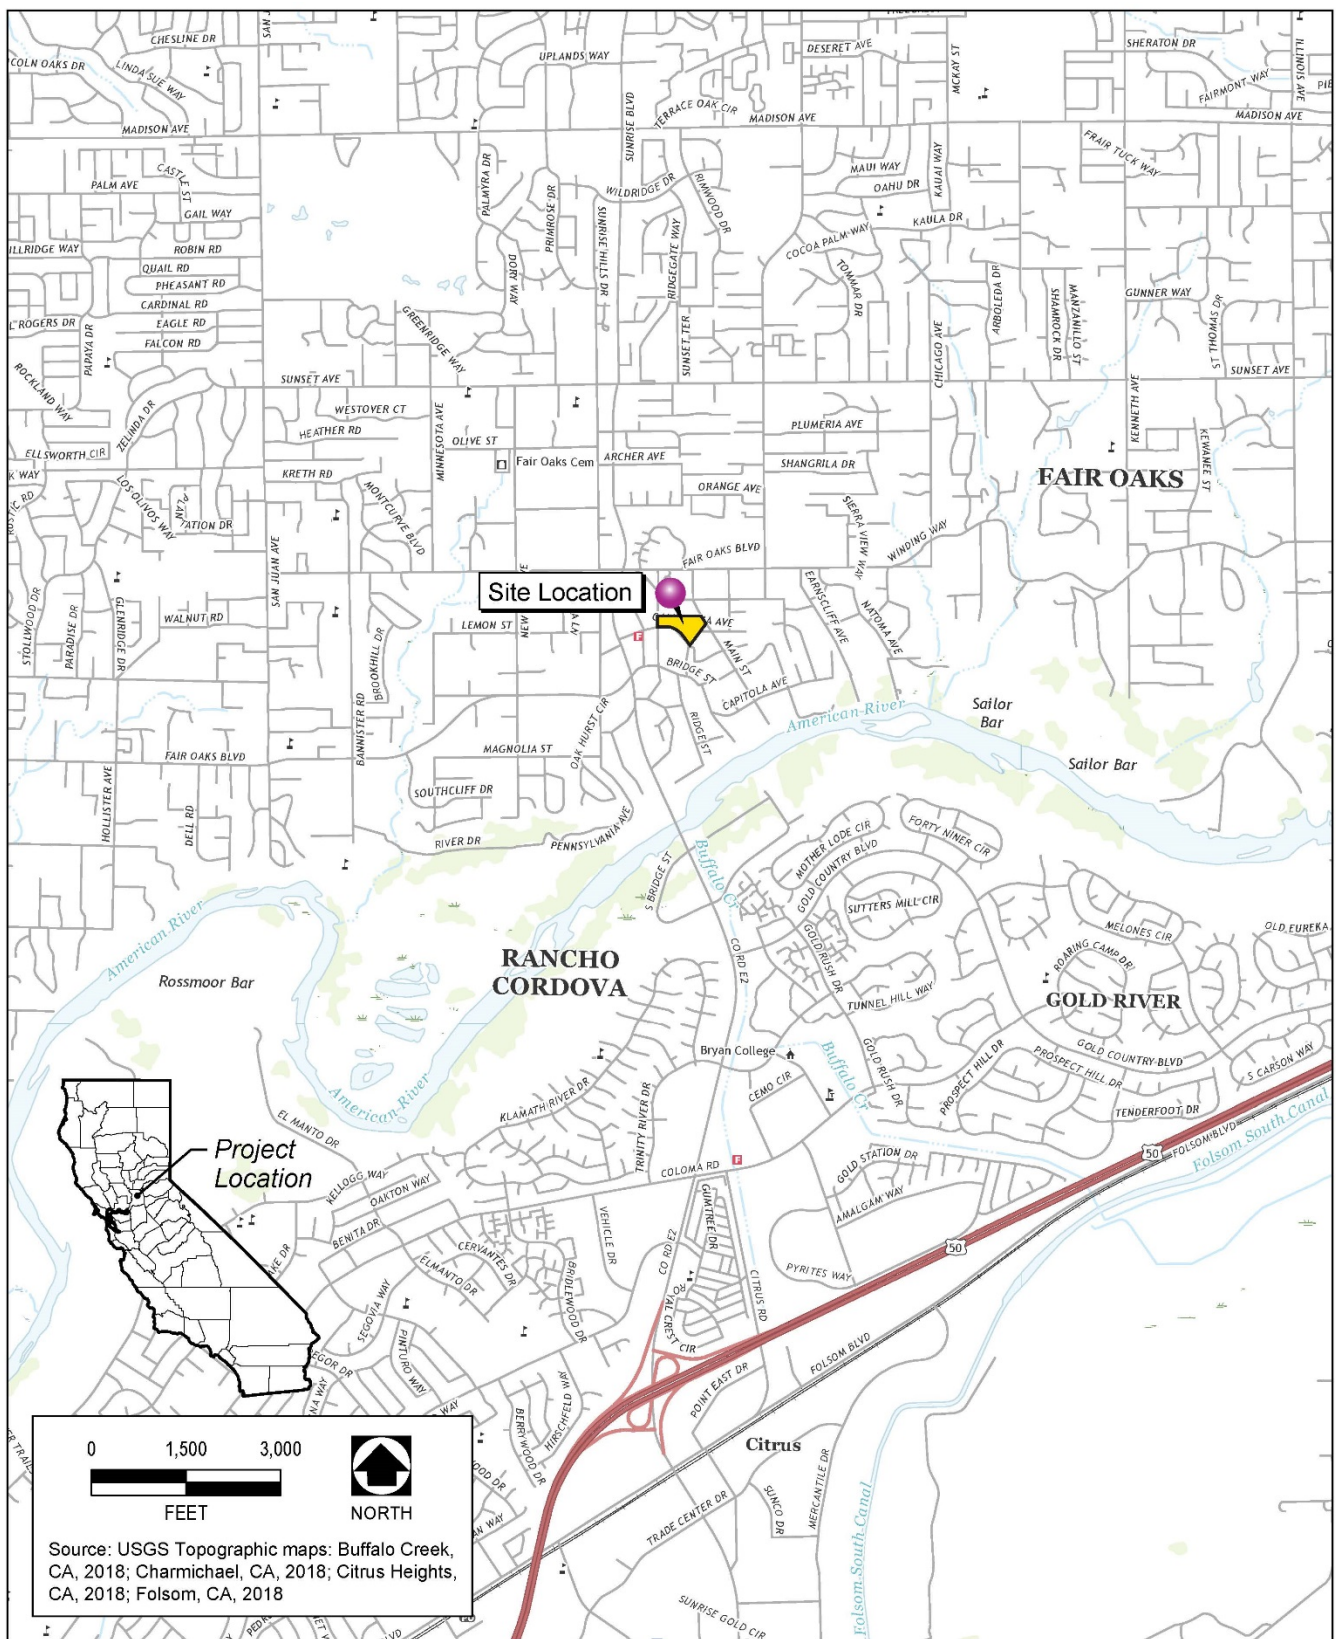 CHESLINE DR
LINDA SUE WAY
UPLANDS WAY
SUNRISE BLVD
TERRACE OAK CIR
DESERET AVE
MCKAY ST
SHERATON DR
FAIRMONT WAY
ILLINOIS AVE
MADISON AVE
MADISON AVE
MADISON AVE
CASTLE ST
PALM AVE
GAIL WAY
ROBIN RD
QUAIL RD
PHEASANT RD
CARDINAL RD
EAGLE RD
FALCON RD
PAPAYA DR
ROCKLAND WAY
PALMYRA DR
PRIMROSE DR
DORY WAY
SUNRISE HILLS DR
WILDRIDGE DR
RIMWOOD DR
RIDGEGATE WAY
SUNSET TER
GREENRIDGE WAY
MAUI WAY
OAHU DR
KAUAI WAY
KAULA DR
COCOA PALM WAY
TOMMAR DR
FRAIR TUCK WAY
ARBOLEDA DR
SHAMROCK DR
MANZANILLO ST
GUNNER WAY
ST THOMAS DR
CHICAGO AVE
SUNSET AVE
SUNSET AVE
ZELINDA DR
WESTOVER CT
HEATHER RD
MINNESOTA AVE
OLIVE ST
ELLSWORTH CIR
KRETH RD
Fair Oaks Cem
ARCHER AVE
ORANGE AVE
PLUMERIA AVE
SHANGRILA DR
KENNETH AVE
KEWANEE ST
FAIR OAKS
LOS OLIVOS WAY
PLAN
TATION DR
MONTCURVE BLVD
SAN JUAN AVE
SIERRA VIEW WAY
WINDING WAY
FAIR OAKS BLVD
Site Location
STOLLWOOD DR
PARADISE DR
GLENRIDGE DR
WALNUT RD
BROOKHILL DR
LEMON ST
EARNSCLIFF AVE
NATOMA AVE
MAIN ST
BRIDGE ST
CAPITOLA AVE
RIDGE ST
American River
Sailor
Bar
Sailor Bar
BANNISTER RD
FAIR OAKS BLVD
OAK HURST CIR
MAGNOLIA ST
SOUTHCLIFF DR
HOLLISTER AVE
DELL RD
RIVER DR
PENNSYLVANIA AVE
S BRIDGE ST
Buffalo Cr
MOTHER LODE CIR
GOLD COUNTRY BLVD
FORTY NINER CIR
SUTTERS MILL CIR
American River
Rossmoor Bar
RANCHO
CORDOVA
CO RD E2
GOLD RUSH DR
TUNNEL HILL WAY
MELONES CIR
OLD EUREKA
ROARING CAMP DR
GOLD RIVER
Bryan College
Buffalo Cr
GOLD RUSH DR
CEMO CIR
PROSPECT HILL DR
GOLD COUNTRY BLVD
PROSPECT HILL DR
S CARSON WAY
TENDERFOOT DR
American River
EL MANTO DR
KLAMATH RIVER DR
TRINITY RIVER DR
COLOMA RD
GOLD STATION DR
AMALGAM WAY
PYRITES WAY
50
FOLSOM BLVD
Folsom South Canal
50
Project
Location
KELLOGG WAY
OAKTON WAY
BENITA DR
CERVANTES DR
ELMANTO DR
SEGOVIA WAY
PINTURO WAY
VEHICLE DR
BRIDLEWOOD DR
CO RD E2
GUMTREE DR
CITRUS RD
ROYAL CREST CIR
POINT EAST DR
FOLSOM BLVD
BERRYWOOD DR
HIRSCHFELD WAY
Citrus
TRADE CENTER DR
SUNCO DR
MERCANTILE DR
Folsom South Canal
SUNRISE GOLD CIR
0 1,500 3,000
FEET
NORTH
Source: USGS Topographic maps: Buffalo Creek,
CA, 2018; Charmichael, CA, 2018; Citrus Heights,
CA, 2018; Folsom, CA, 2018